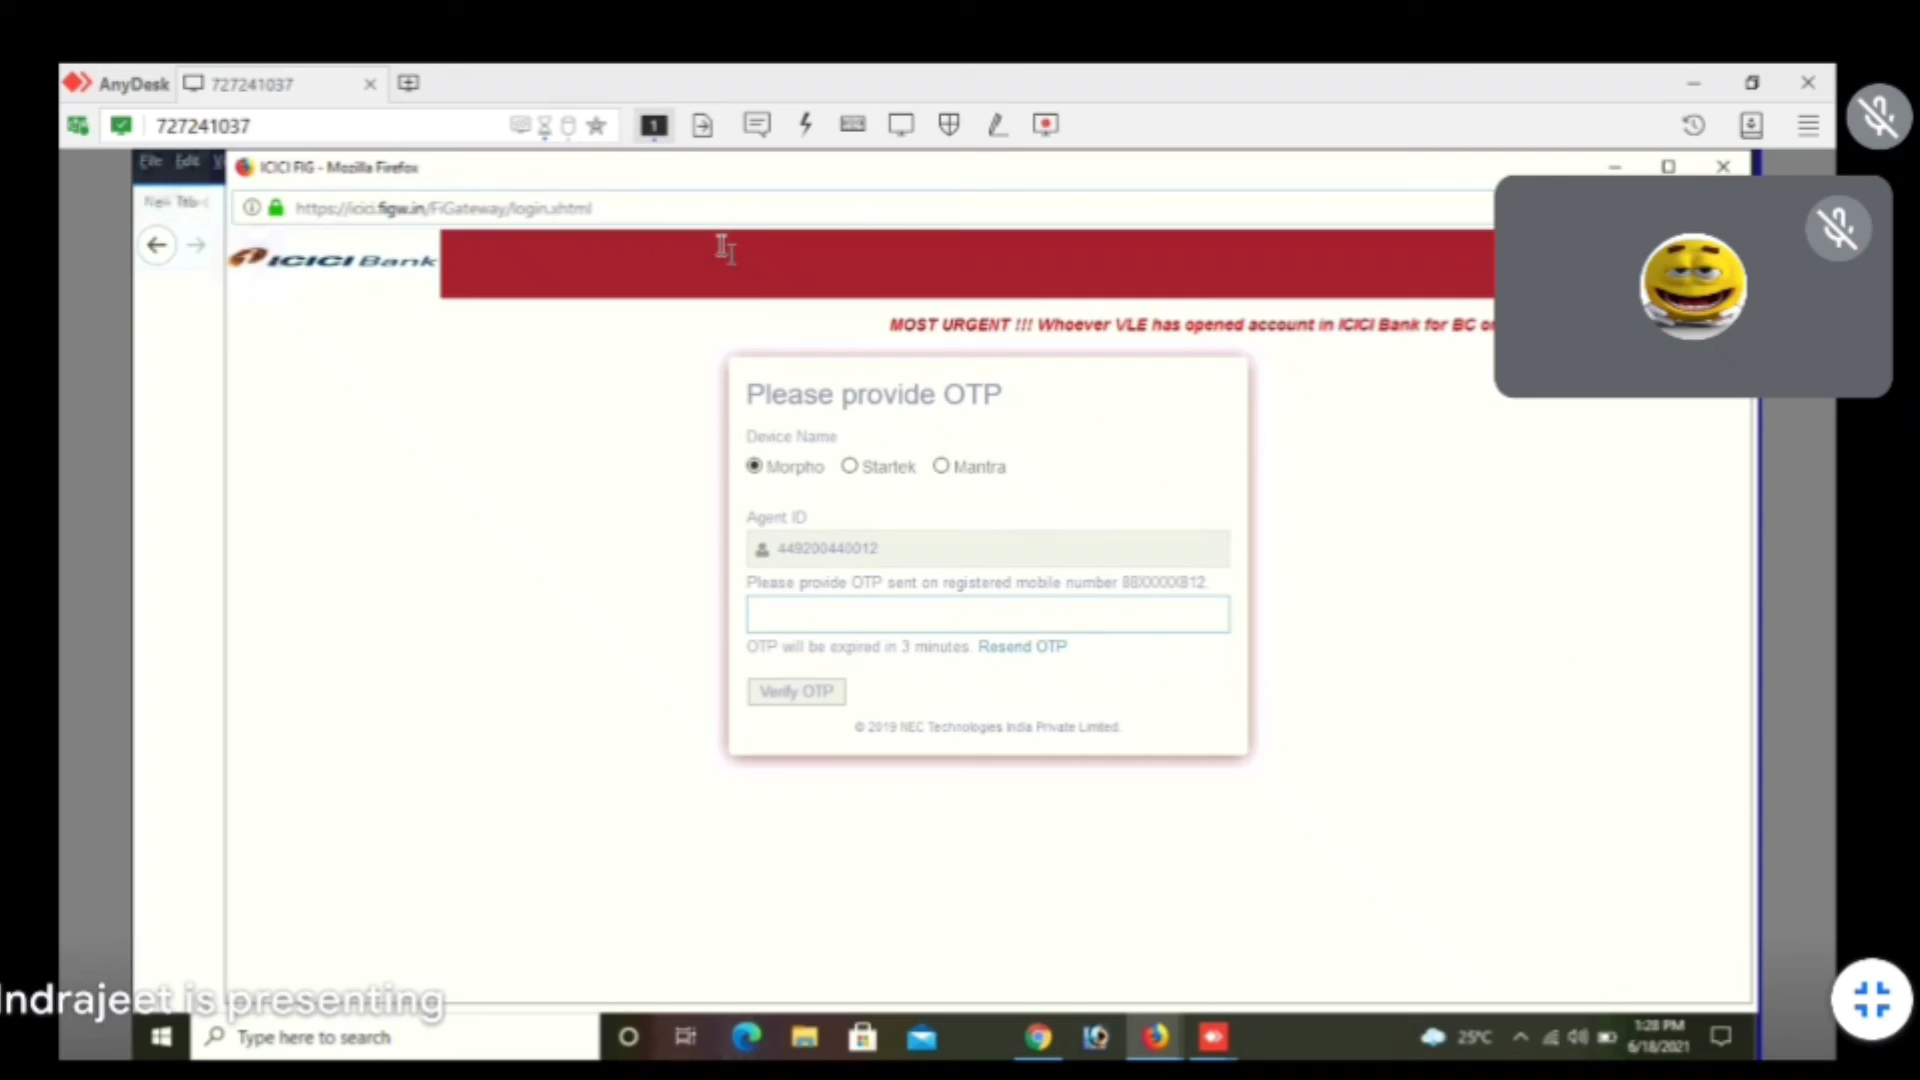 AnyDesk
727241037
727241037
File Edit
ICICI FIG - Mozilla Firefox
New Tab
https://icici.figw.in/FiGateway/login.xhtml
ICICI Bank
MOST URGENT !!! Whoever VLE has opened account in ICICI Bank for BC
Please provide OTP
Device Name
Morpho Startek Mantra
Agent ID
449200440012
Please provide OTP sent on registered mobile number 88XXXXX812.
OTP will be expired in 3 minutes. Resend OTP
Verify OTP
© 2019 NEC Technologies India Private Limited.
Indrajeet is presenting
Type here to search
25°C
1:28 PM
6/18/2021